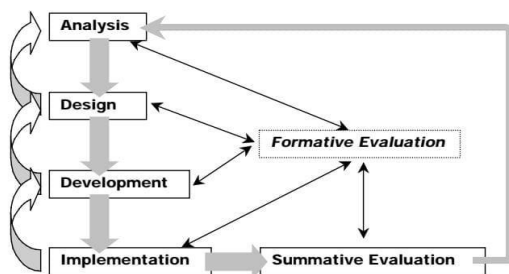 Analysis
Design
Formative Evaluation
Development
Implementation
Summative Evaluation